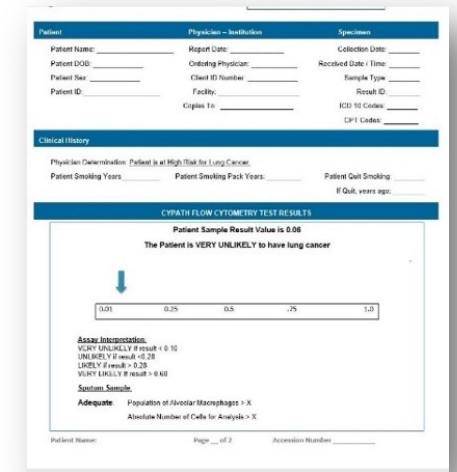 Patient Physician – Institution Specimen
Patient Name: Report Date: Collection Date:
Patient DOB: Ordering Physician: Received Date / Time:
Patient Sex: Client ID Number Sample Type:
Patient ID: Facility: Result ID:
Copies To: ICD 10 Codes:
CPT Codes:
Clinical History
Physician Determination: Patient is at High Risk for Lung Cancer.
Patient Smoking Years Patient Smoking Pack Years: Patient Quit Smoking:
If Quit, years ago:
CYPATH FLOW CYTOMETRY TEST RESULTS
Patient Sample Result Value is 0.06
The Patient is VERY UNLIKELY to have lung cancer
0.01 0.25 0.5 .75 1.0
Assay Interpretation:
VERY UNLIKELY if result < 0.10
UNLIKELY if result <0.28
LIKELY if result > 0.28
VERY LIKELY if result > 0.60
Sputum Sample
Adequate: Population of Alveolar Macrophages > X
Absolute Number of Cells for Analysis > X
Patient Name: Page __ of 2 Accession Number